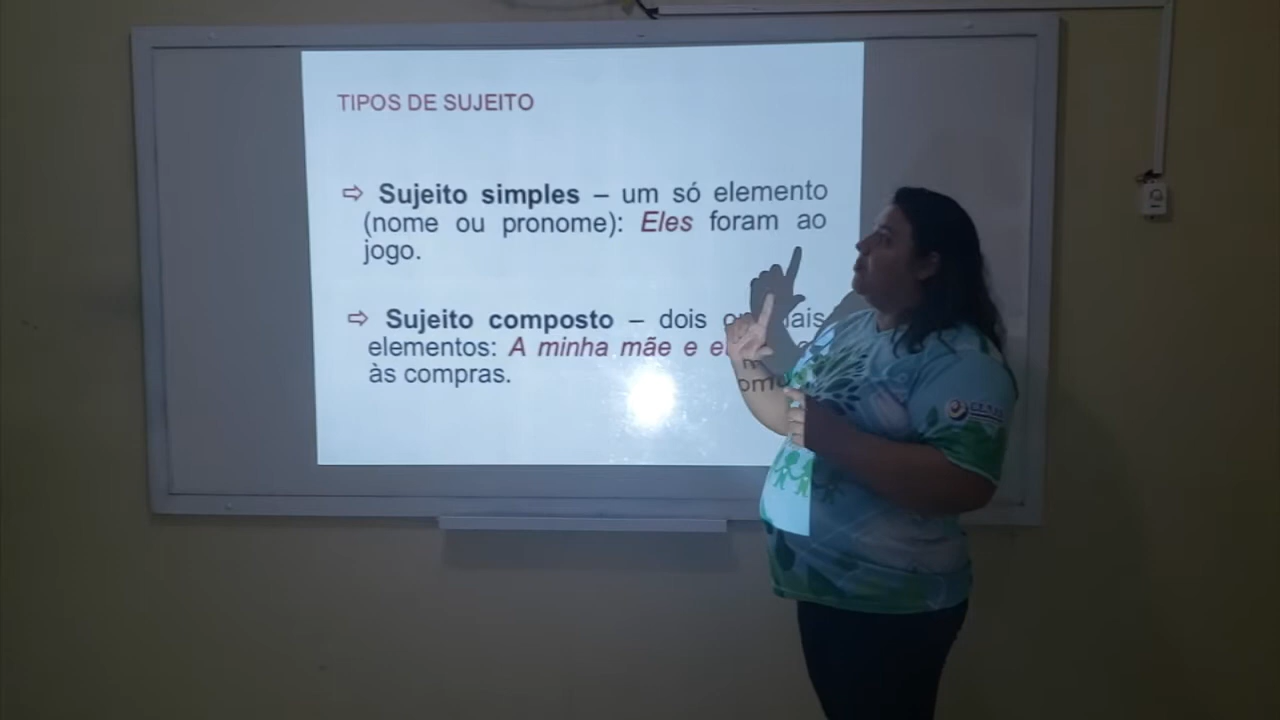 TIPOS DE SUJEITO
⇨ Sujeito simples – um só elemento
(nome ou pronome): Eles foram ao
jogo.
⇨ Sujeito composto – dois
elementos: A minha mãe e
às compras.